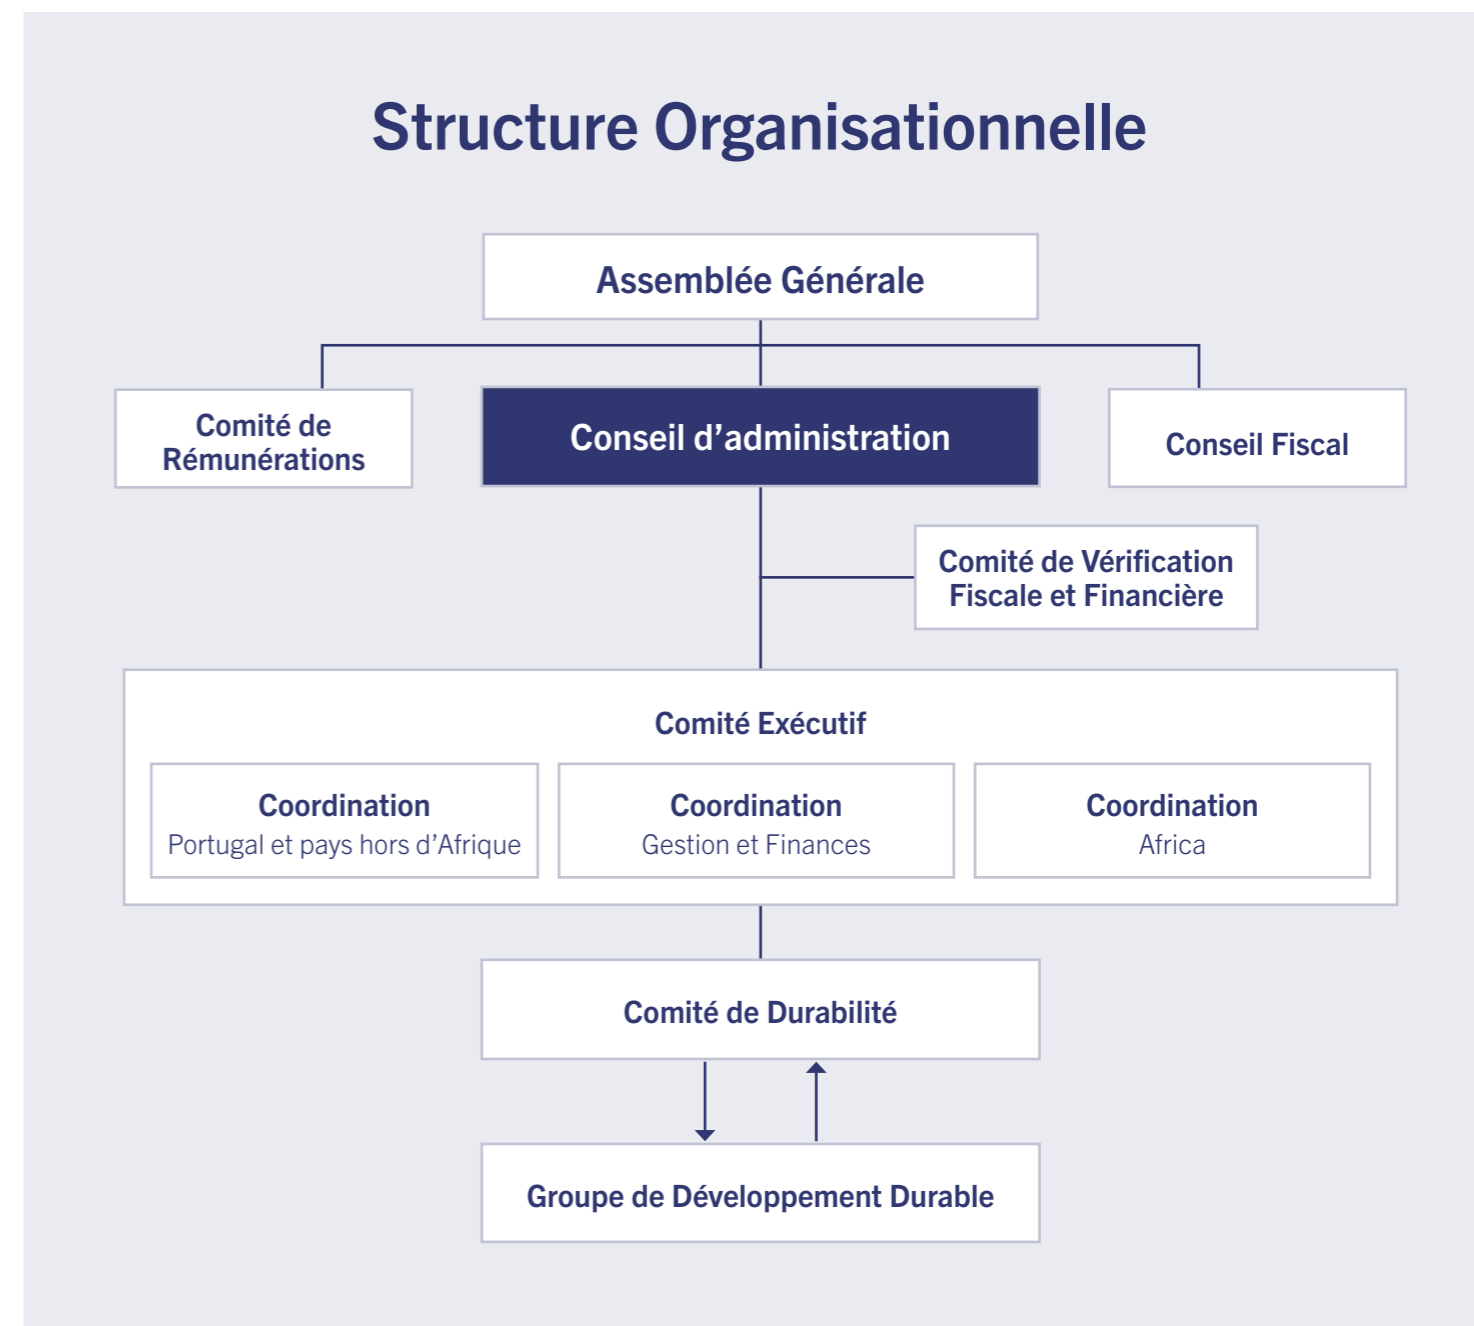 Structure Organisationnelle
Assemblée Générale
Comité de
Rémunérations
Conseil d’administration
Conseil Fiscal
Comité de Vérification
Fiscale et Financière
Comité Exécutif
Coordination
Portugal et pays hors d’Afrique
Coordination
Gestion et Finances
Coordination
Africa
Comité de Durabilité
Groupe de Développement Durable